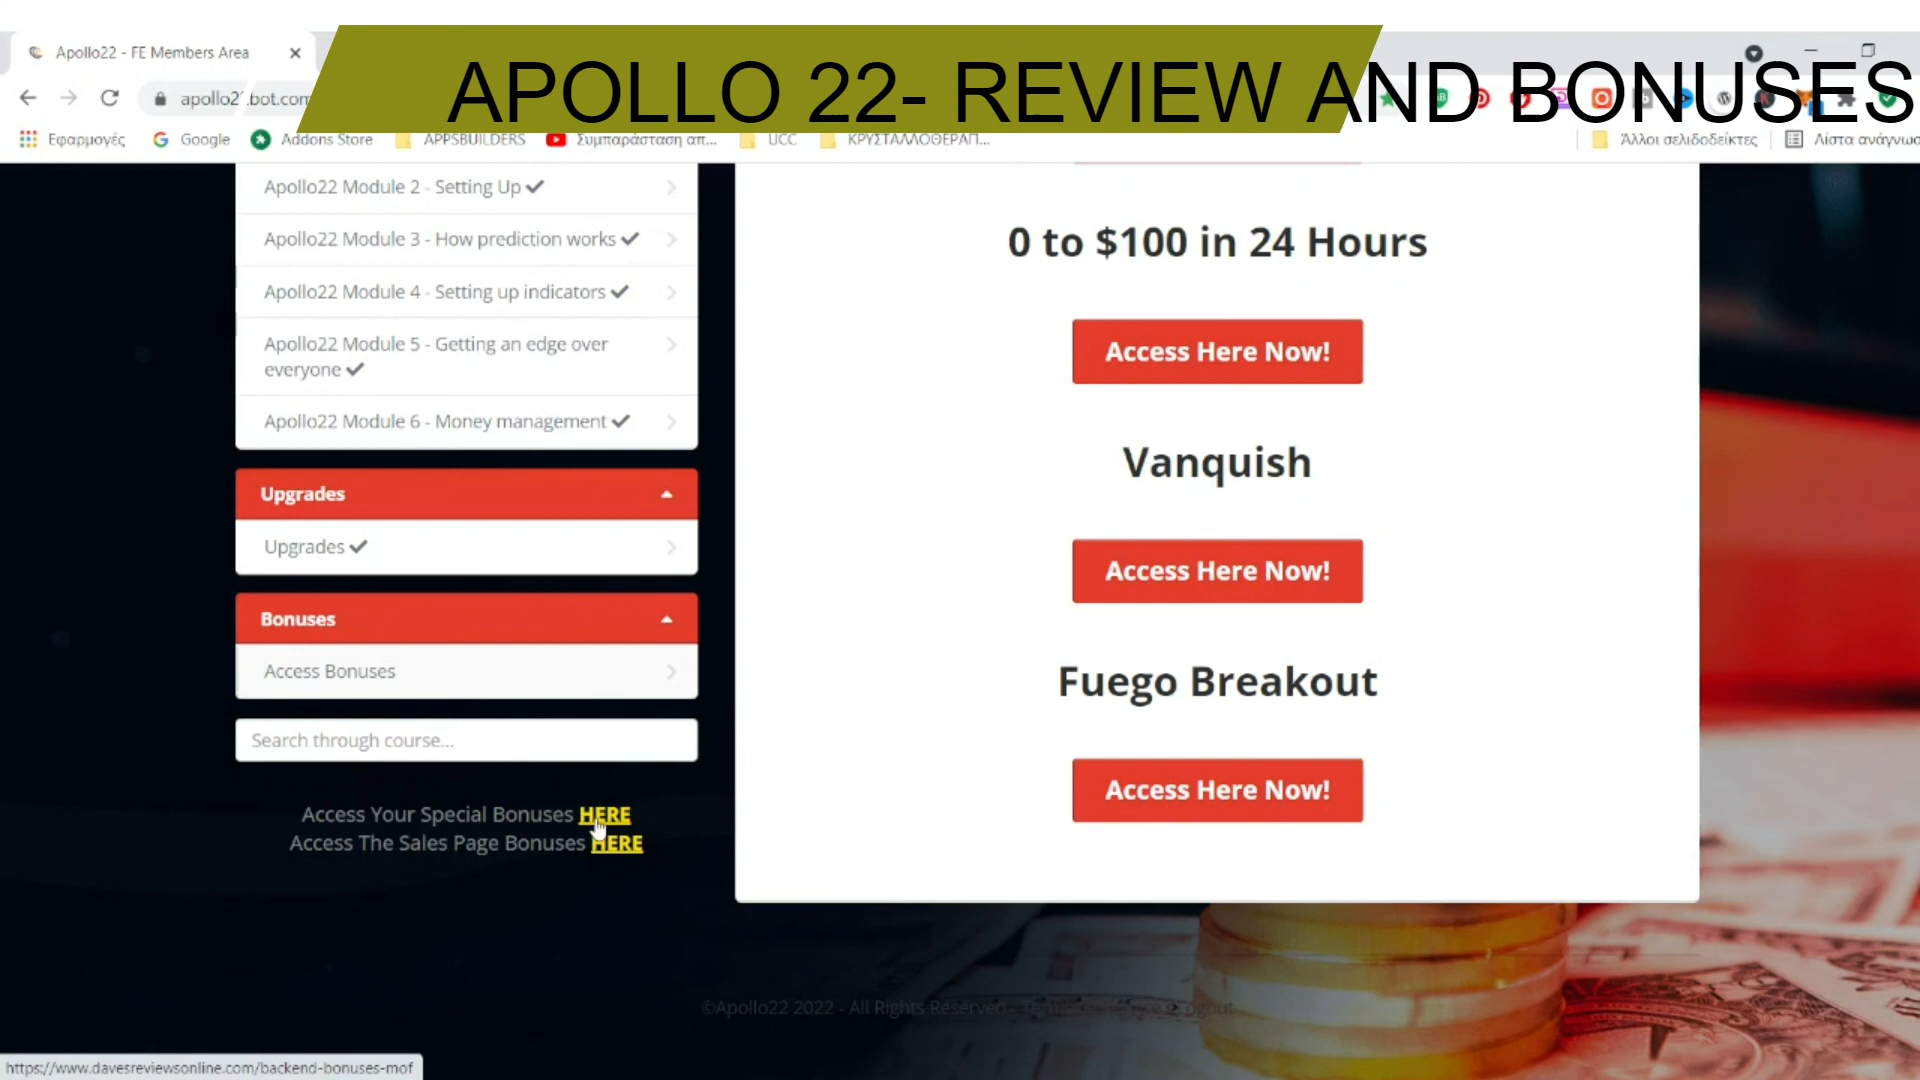 APOLLO 22- REVIEW AND BONUSES
Apollo22 - FE Members Area
Εφαρμογές
Google
Addons Store
APPSBUILDERS
Συμπαράσταση απ...
UCC
ΚΡΥΣΤΑΛΛΟΘΕΡΑΠ...
Άλλοι σελιδοδείκτες
Λίστα ανάγνωσ
Apollo22 Module 2 - Setting Up
Apollo22 Module 3 - How prediction works
Apollo22 Module 4 - Setting up indicators
Apollo22 Module 5 - Getting an edge over
everyone
Apollo22 Module 6 - Money management
Upgrades
Upgrades
Bonuses
Access Bonuses
Search through course...
Access Your Special Bonuses HERE
Access The Sales Page Bonuses HERE
0 to $100 in 24 Hours
Access Here Now!
Vanquish
Access Here Now!
Fuego Breakout
Access Here Now!
©Apollo22 2022 - All Rights Reserved -
https://www.davesreviewsonline.com/backend-bonuses-mof